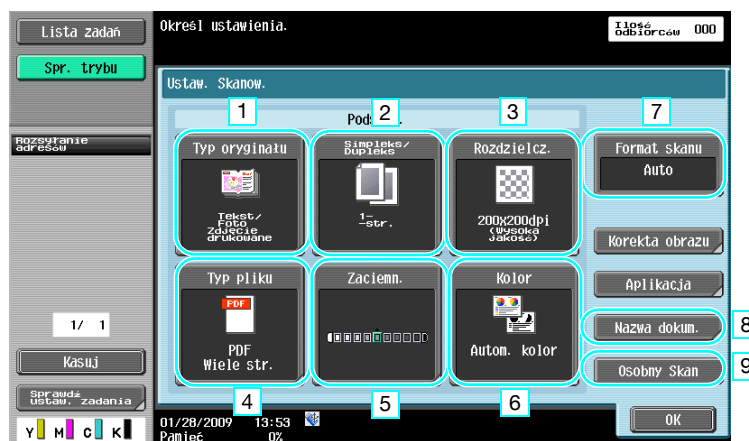 Lista zadań
Określ ustawienia.
Ilość
odbiorców 000
Spr. trybu
Ustaw. Skanow.
1
2
3
7
Rozsyłanie
adresów
Typ oryginału
Simpleks/
Dupleks
Rozdzielcz.
Format skanu
Auto
Tekst/
Foto
Zdjęcie
drukowane
1-
-str.
200x200dpi
(Wysoka
jakość)
Korekta obrazu
Typ pliku
Zaciemn.
Kolor
Aplikacja
PDF
1/ 1
Nazwa dokum.
8
PDF
Wiele str.
Autom. kolor
Kasuj
Osobny Skan
9
Sprawdź
ustaw. zadania
4
5
6
Y M C K
01/28/2009 13:53
Pamięć 0%
OK